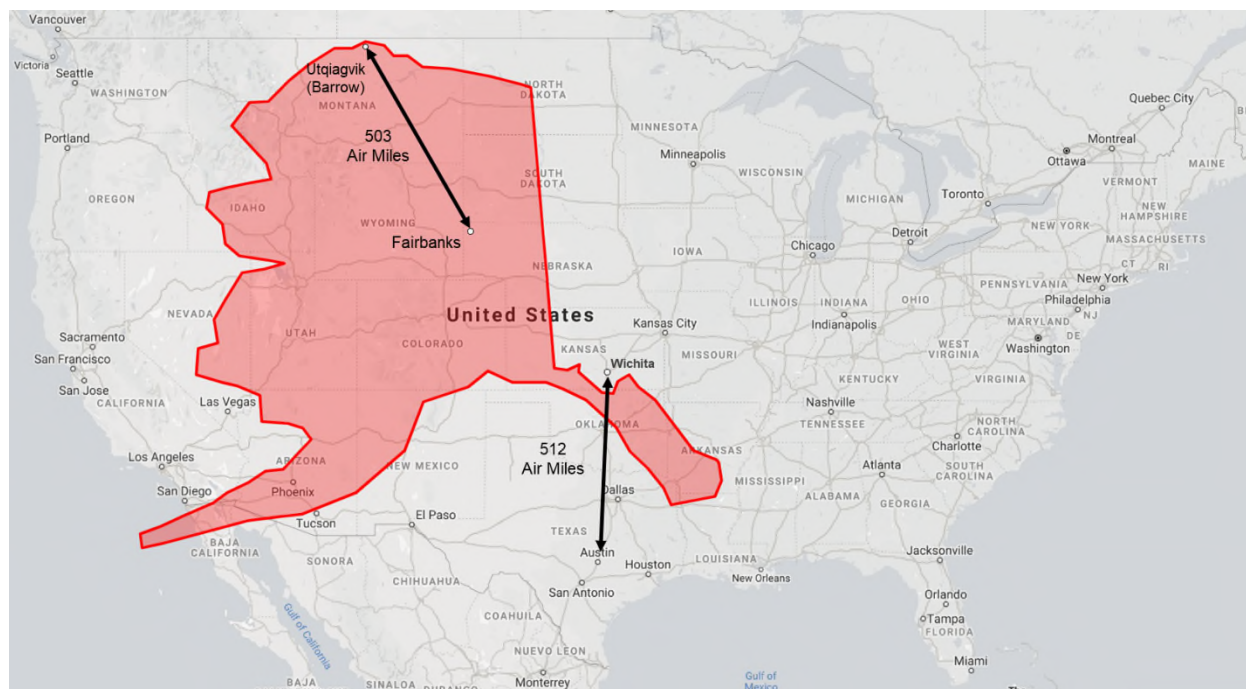 Vancouver
Victoria
Seattle
WASHINGTON
Utqiagvik
(Barrow)
MONTANA
NORTH
DAKOTA
Quebec City
Portland
503
Air Miles
MINNESOTA
Minneapolis
Montreal
Ottawa
MAINE
SOUTH
DAKOTA
WISCONSIN
VERMONT
OREGON
IDAHO
WYOMING
MICHIGAN
Toronto
NEW
HAMPSHIRE
Fairbanks
Detroit
NEW YORK
MASSACHUSETTS
IOWA
Chicago
CT
RI
NEBRASKA
PENNSYLVANIA
New York
ILLINOIS
INDIANA
OHIO
Philadelphia
NEVADA
United States
Indianapolis
NJ
Sacramento
UTAH
COLORADO
Kansas City
MARYLAND
DE
San Francisco
KANSAS
Wichita
MISSOURI
WEST
VIRGINIA
Washington
San Jose
KENTUCKY
VIRGINIA
CALIFORNIA
Las Vegas
Nashville
TENNESSEE
NORTH
CAROLINA
OKLAHOMA
Charlotte
Los Angeles
ARIZONA
NEW MEXICO
512
Air Miles
ARKANSAS
Atlanta
SOUTH
CAROLINA
San Diego
Phoenix
Dallas
MISSISSIPPI
ALABAMA
GEORGIA
Tucson
El Paso
TEXAS
BAJA
CALIFORNIA
SONORA
Austin
LOUISIANA
Jacksonville
CHIHUAHUA
Houston
New Orleans
San Antonio
Gulf of
California
COAHUILA
Orlando
Tampa
FLORIDA
NUEVO LEON
Miami
BAJA
SINALOA
DURANGO
Monterrey
Gulf of
Mexico